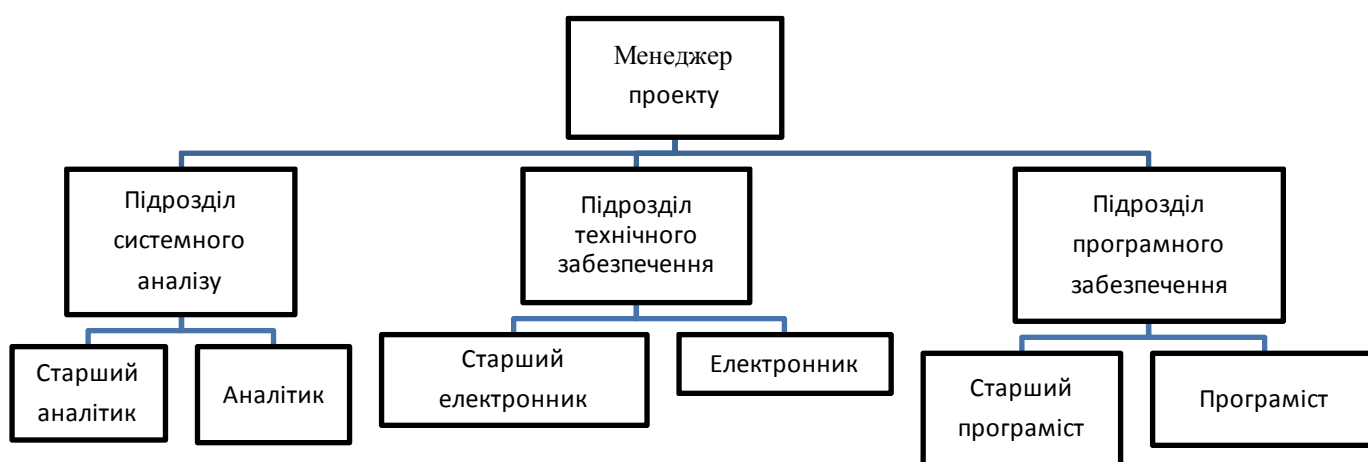 Менеджер
проекту
Підрозділ
системного
аналізу
Підрозділ
технічного
забезпечення
Підрозділ
програмного
забезпечення
Старший
аналітик
Аналітик
Старший
електронник
Електронник
Старший
програміст
Програміст